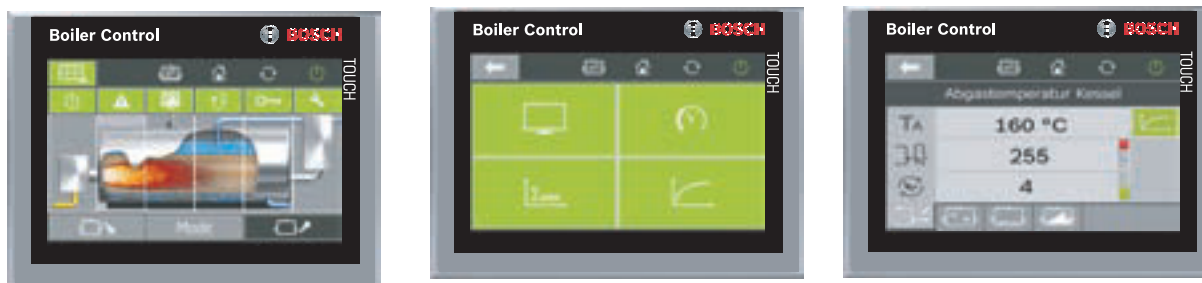 Boiler Control
BOSCH
TOUCH
Mode
Boiler Control
BOSCH
TOUCH
Boiler Control
BOSCH
TOUCH
Abgastemperatur Kessel
TA
160 °C
255
4